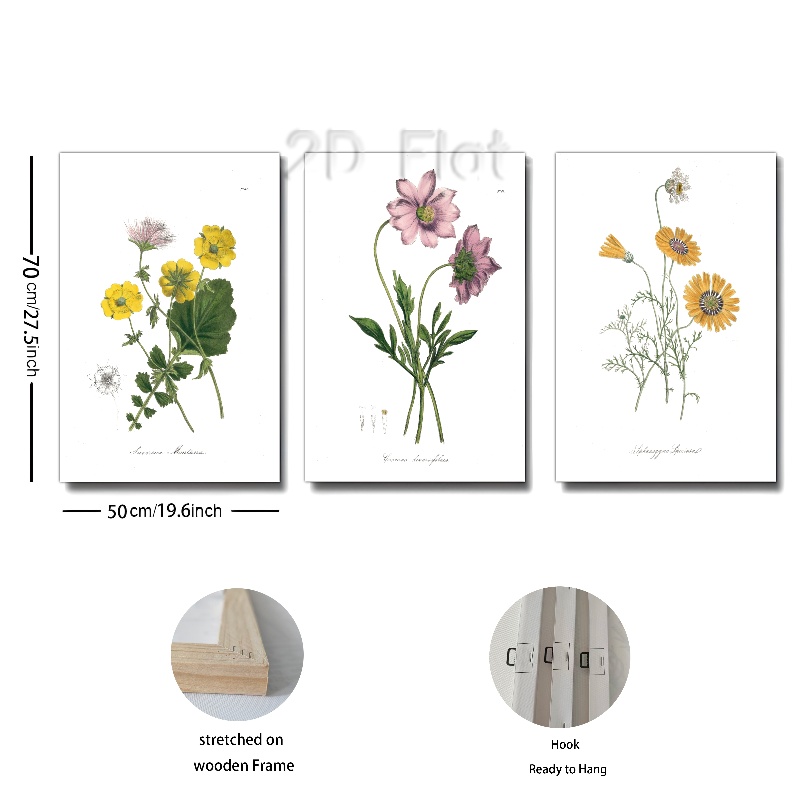 2D Flat
70 cm/27.5inch
50 cm/19.6inch
stretched on
wooden Frame
Hook
Ready to Hang